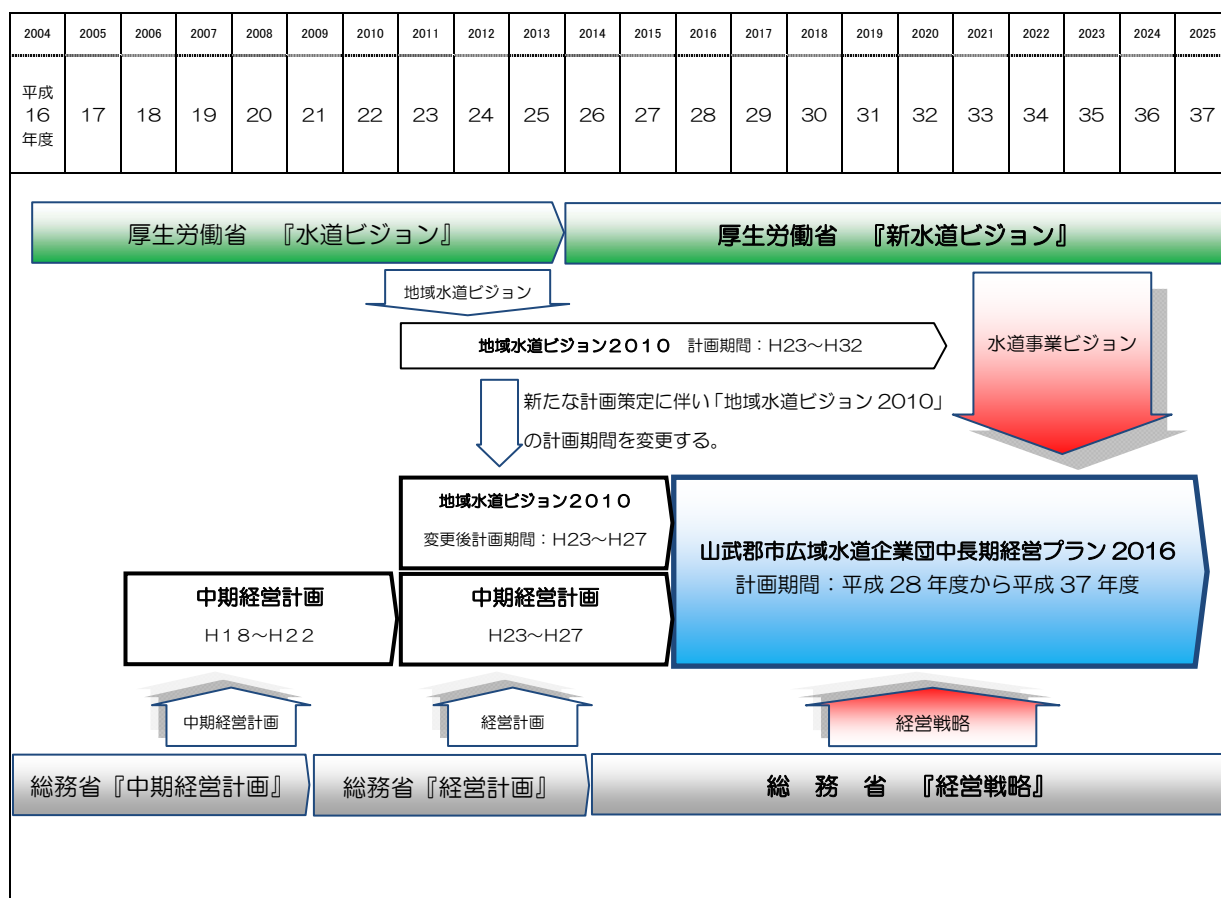 2004 2005 2006 2007 2008 2009 2010 2011 2012 2013 2014 2015 2016 2017 2018 2019 2020 2021 2022 2023 2024 2025
平成
16 17 18 19 20 21 22 23 24 25 26 27 28 29 30 31 32 33 34 35 36 37
年度
厚生労働省 『水道ビジョン』
厚生労働省 『新水道ビジョン』
地域水道ビジョン
地域水道ビジョン2010 計画期間:H23~H32
水道事業ビジョン
新たな計画策定に伴い「地域水道ビジョン2010」
の計画期間を変更する。
地域水道ビジョン2010
変更後計画期間:H23~H27
山武郡市広域水道企業団中長期経営プラン2016
計画期間:平成28年度から平成37年度
中期経営計画
H18~H22
中期経営計画
H23~H27
中期経営計画
経営計画
経営戦略
総務省『中期経営計画』
総務省『経営計画』
総務省 『経営戦略』